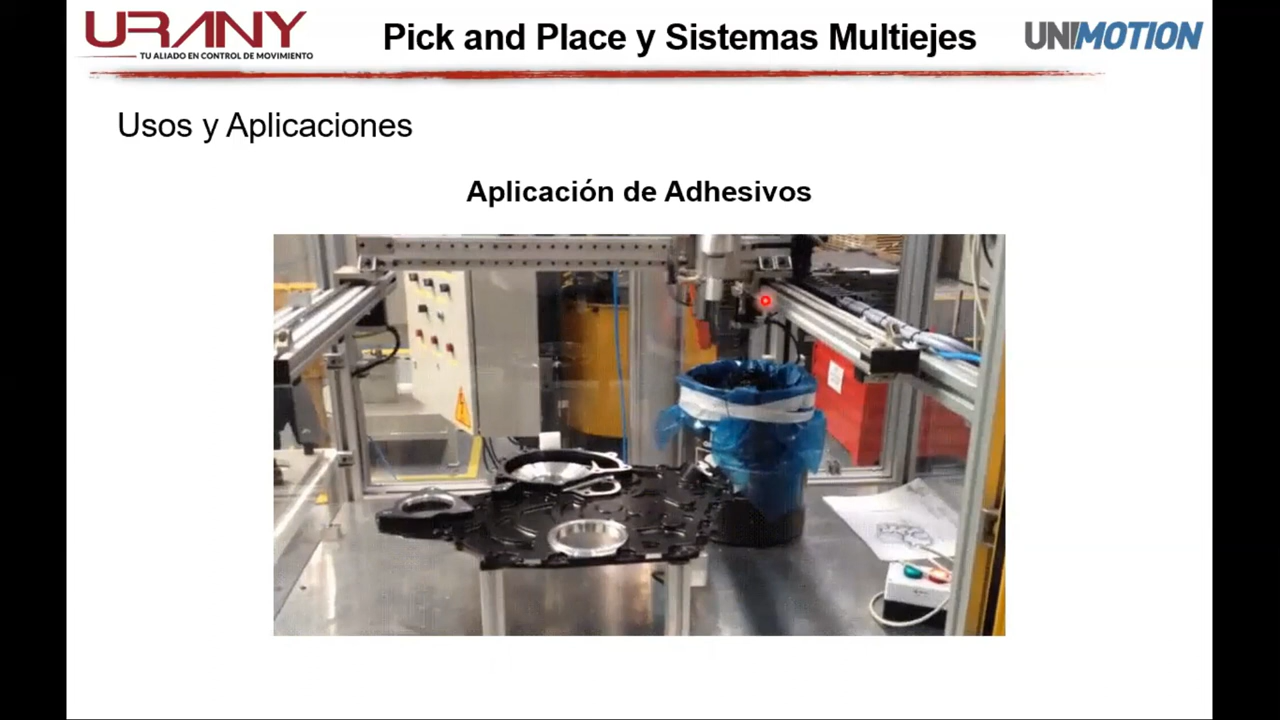 URANY
TU ALIADO EN CONTROL DE MOVIMIENTO
Pick and Place y Sistemas Multiejes
UNIMOTION
Usos y Aplicaciones
Aplicación de Adhesivos